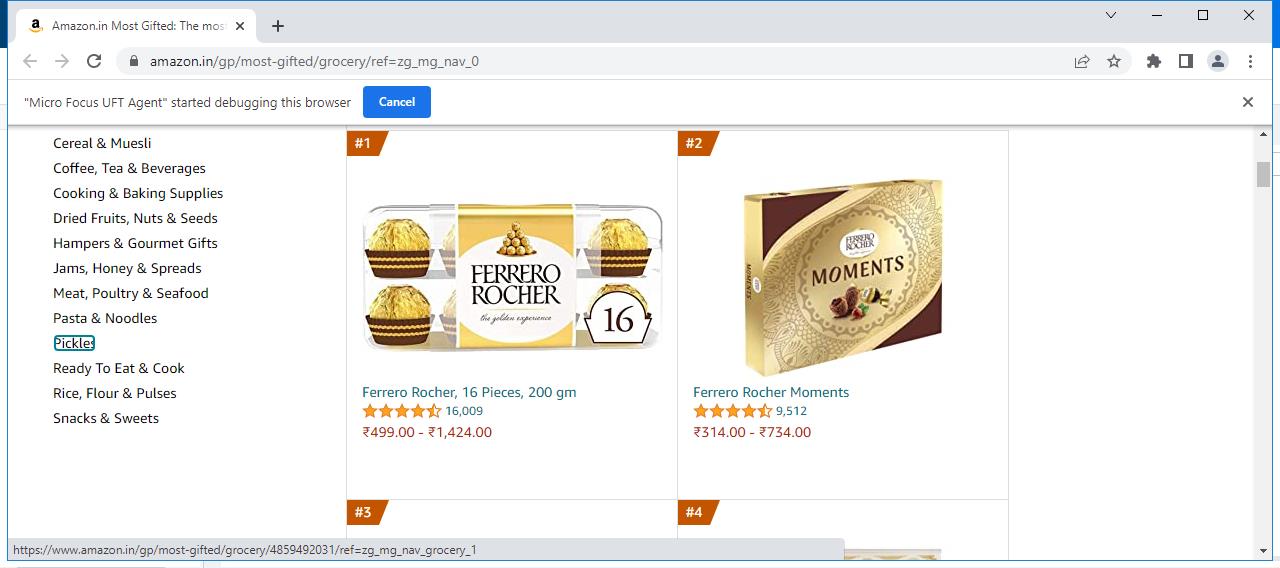 Amazon.in Most Gifted: The mos
amazon.in/gp/most-gifted/grocery/ref=zg_mg_nav_0
"Micro Focus UFT Agent" started debugging this browser
Cancel
Cereal & Muesli
Coffee, Tea & Beverages
Cooking & Baking Supplies
Dried Fruits, Nuts & Seeds
Hampers & Gourmet Gifts
Jams, Honey & Spreads
Meat, Poultry & Seafood
Pasta & Noodles
Pickles
Ready To Eat & Cook
Rice, Flour & Pulses
Snacks & Sweets
#1
FERRERO
ROCHER
the golden experience
16
Ferrero Rocher, 16 Pieces, 200 gm
16,009
₹499.00 - ₹1,424.00
#2
FERRERO
ROCHER
MOMENTS
MOMENTS
Ferrero Rocher Moments
9,512
₹314.00 - ₹734.00
#3
#4
https://www.amazon.in/gp/most-gifted/grocery/4859492031/ref=zg_mg_nav_grocery_1